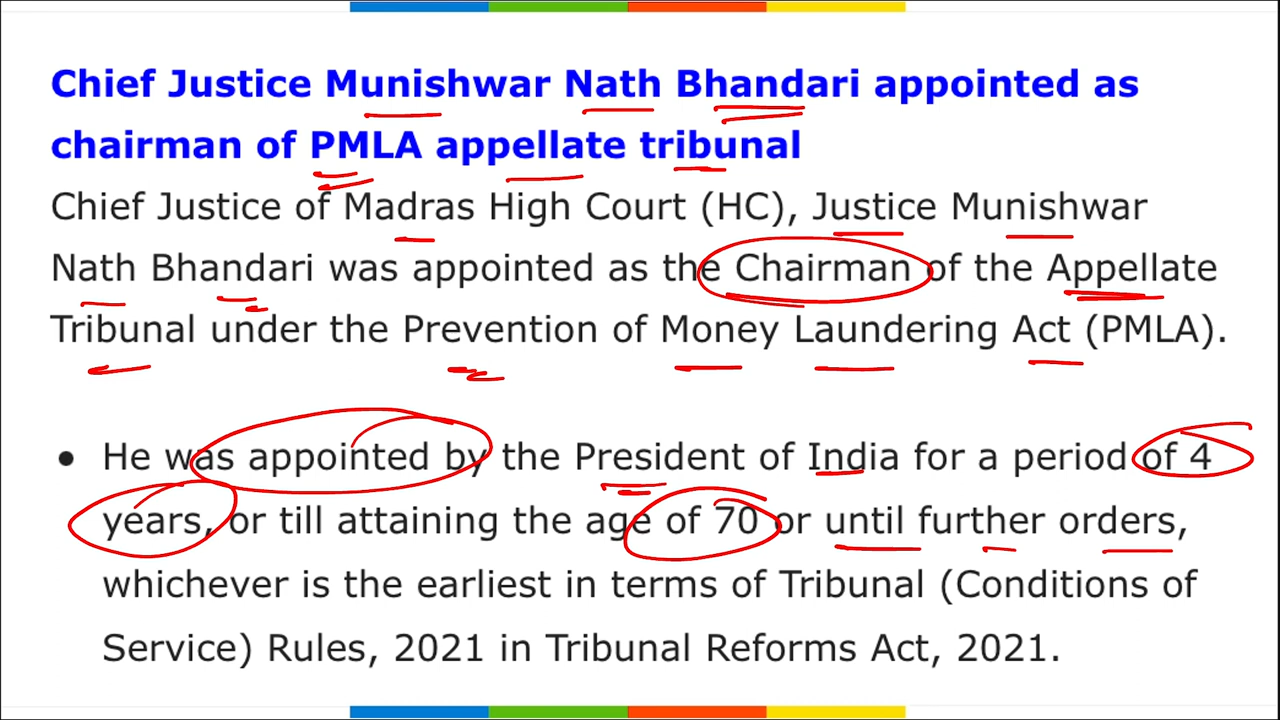 Chief Justice Munishwar Nath Bhandari appointed as
chairman of PMLA appellate tribunal
Chief Justice of Madras High Court (HC), Justice Munishwar
Nath Bhandari was appointed as the Chairman of the Appellate
Tribunal under the Prevention of Money Laundering Act (PMLA).
● He was appointed by the President of India for a period of 4
years, or till attaining the age of 70 or until further orders,
whichever is the earliest in terms of Tribunal (Conditions of
Service) Rules, 2021 in Tribunal Reforms Act, 2021.